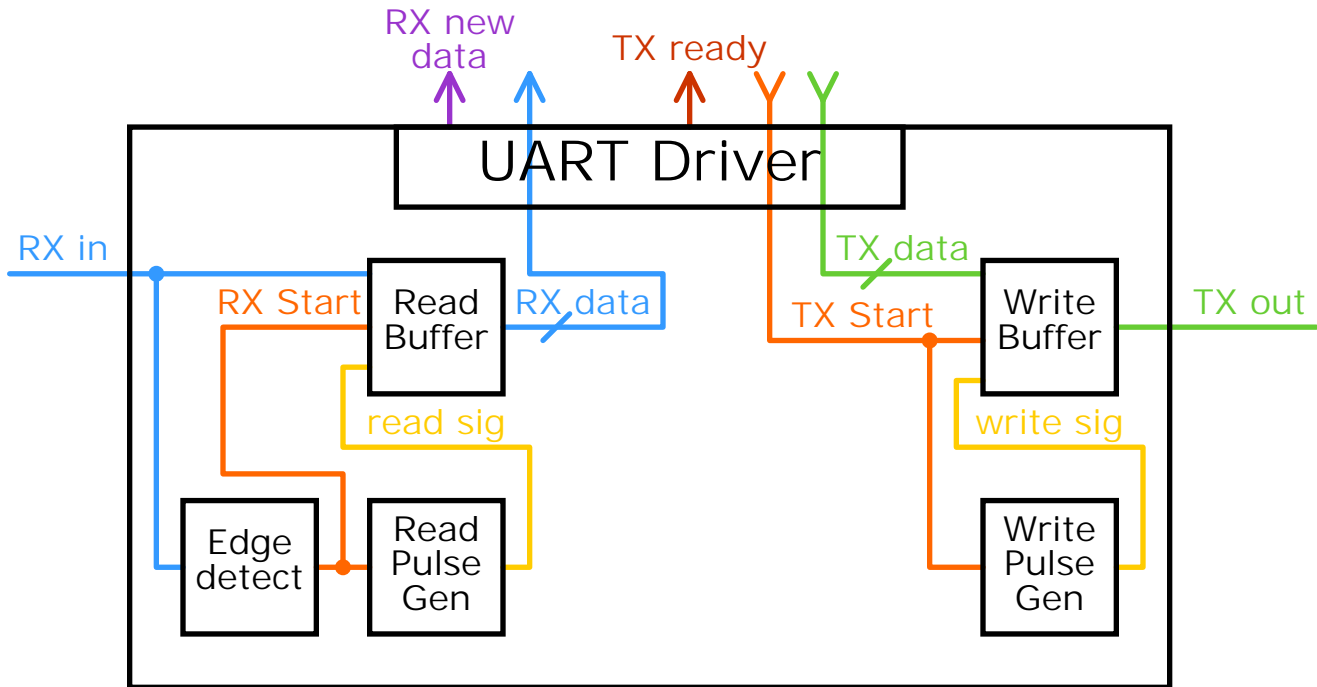 RX new
data
TX ready
UART Driver
RX in
RX Start
Read
Buffer
RX data
read sig
Edge
detect
Read
Pulse
Gen
TX data
TX Start
Write
Buffer
TX out
write sig
Write
Pulse
Gen